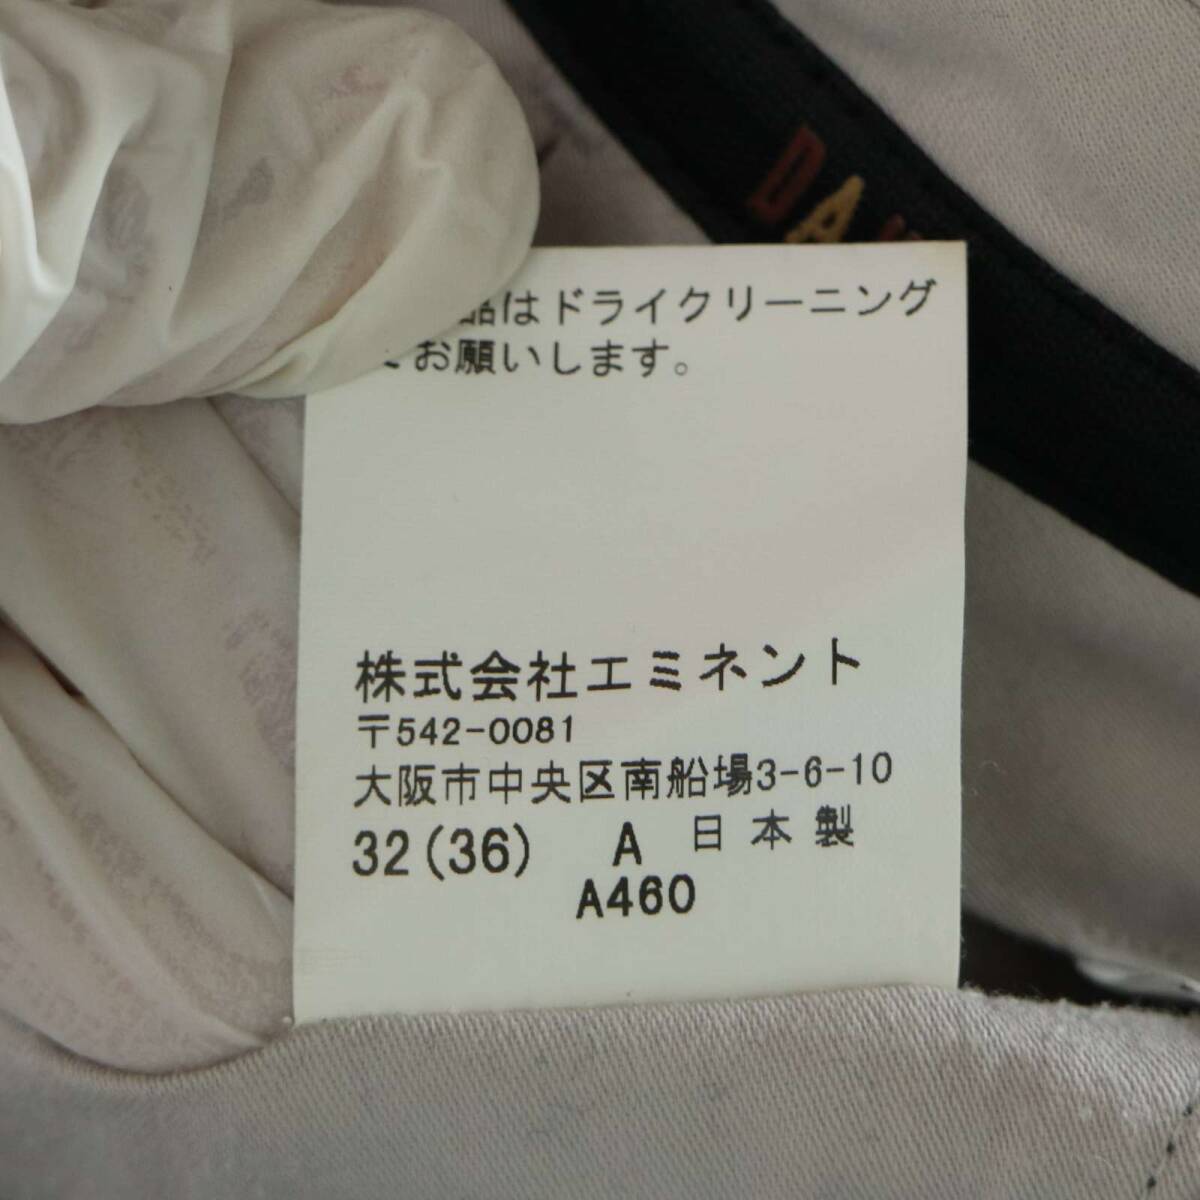 品はドライクリーニング
お願いします。
DA
株式会社エミネント
〒542-0081
大阪市中央区南船場3-6-10
32(36) A 日本製
A460